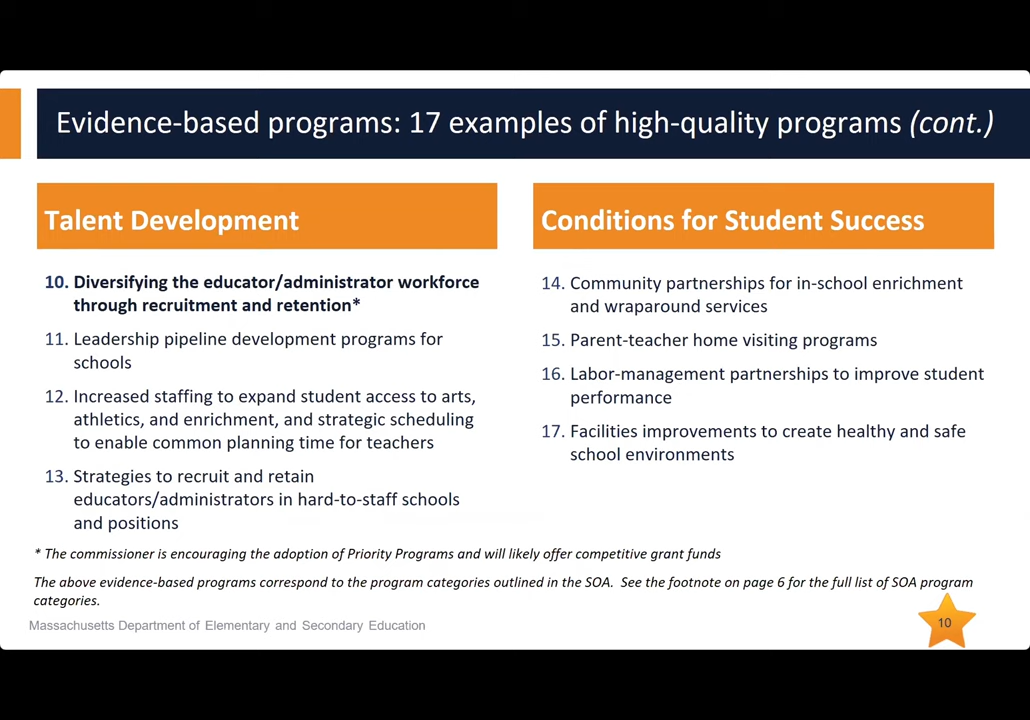 Evidence-based programs: 17 examples of high-quality programs (cont.)
Talent Development
10. Diversifying the educator/administrator workforce
through recruitment and retention*
11. Leadership pipeline development programs for
schools
12. Increased staffing to expand student access to arts,
athletics, and enrichment, and strategic scheduling
to enable common planning time for teachers
13. Strategies to recruit and retain
educators/administrators in hard-to-staff schools
and positions
Conditions for Student Success
14. Community partnerships for in-school enrichment
and wraparound services
15. Parent-teacher home visiting programs
16. Labor-management partnerships to improve student
performance
17. Facilities improvements to create healthy and safe
school environments
* The commissioner is encouraging the adoption of Priority Programs and will likely offer competitive grant funds
The above evidence-based programs correspond to the program categories outlined in the SOA. See the footnote on page 6 for the full list of SOA program
categories.
Massachusetts Department of Elementary and Secondary Education
10